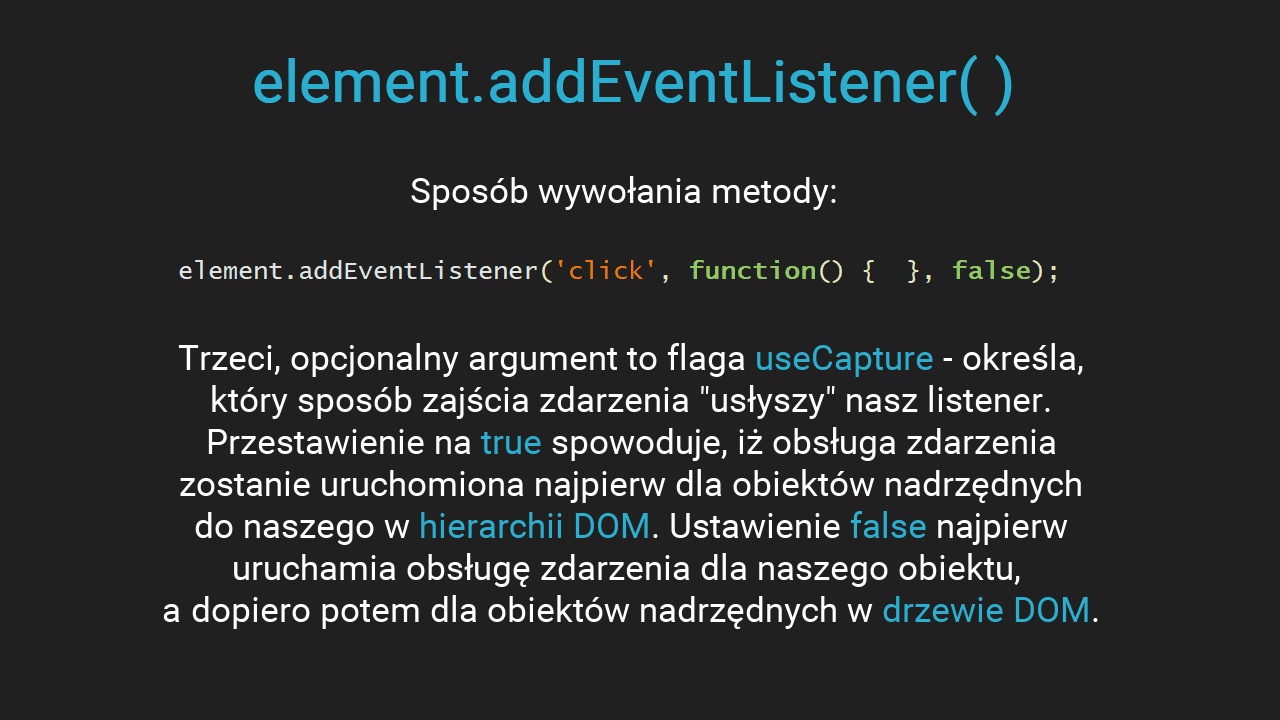 element.addEventListener( )
Sposób wywołania metody:
element.addEventListener('click', function() {  }, false);
Trzeci, opcjonalny argument to flaga useCapture - określa,
który sposób zajścia zdarzenia "usłyszy" nasz listener.
Przestawienie na true spowoduje, iż obsługa zdarzenia
zostanie uruchomiona najpierw dla obiektów nadrzędnych
do naszego w hierarchii DOM. Ustawienie false najpierw
uruchamia obsługę zdarzenia dla naszego obiektu,
a dopiero potem dla obiektów nadrzędnych w drzewie DOM.